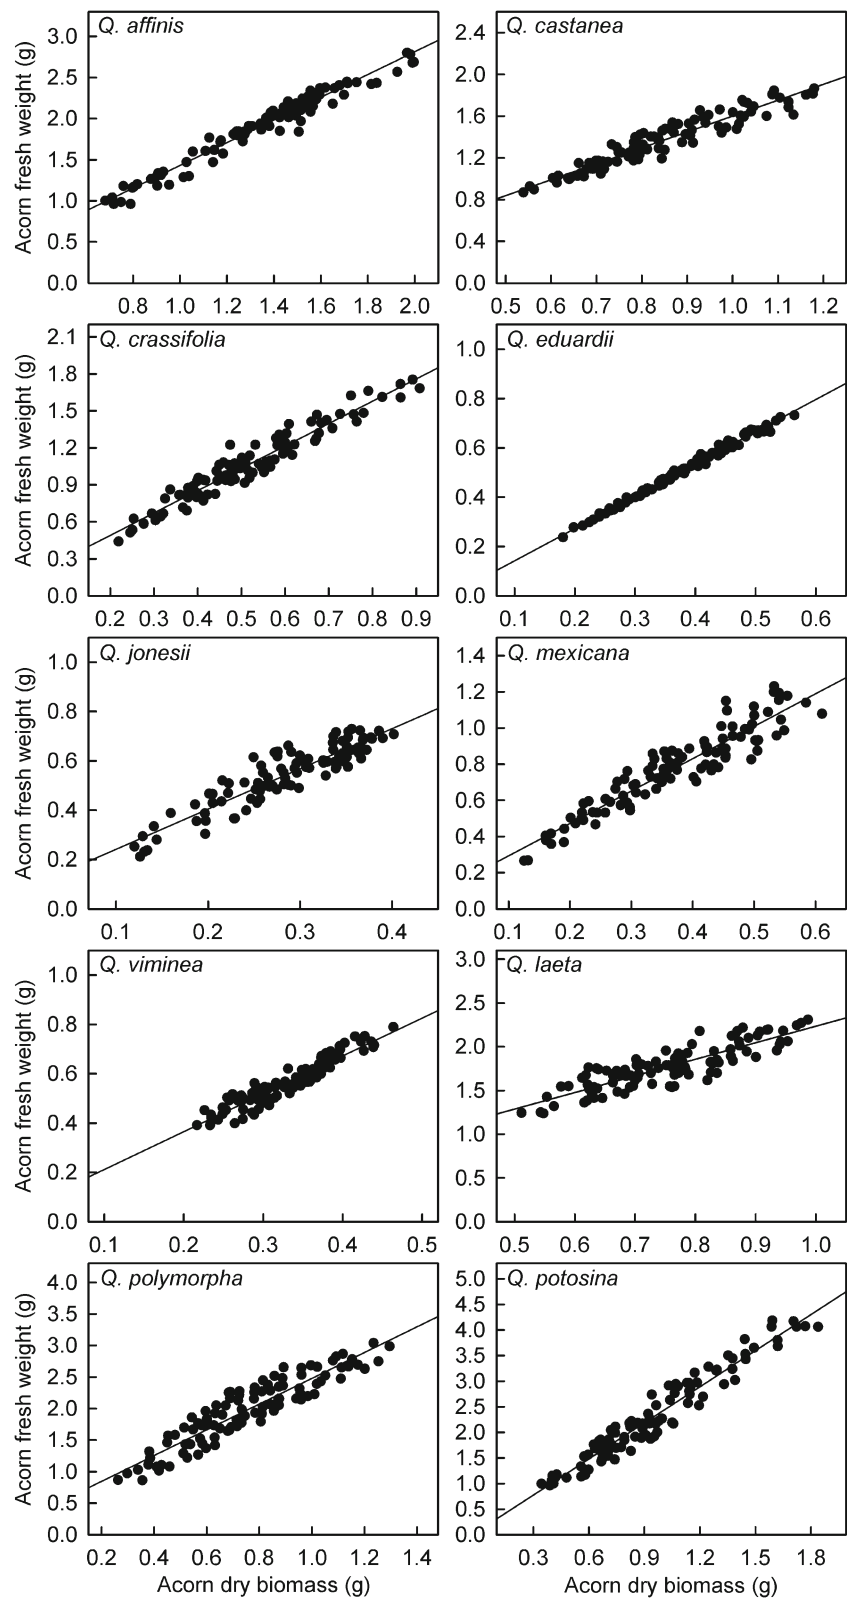 Q. affinis
Acorn fresh weight (g)
3.0
2.5
2.0
1.5
1.0
0.5
0.0
0.8 1.0 1.2 1.4 1.6 1.8 2.0
Q. castanea
2.4
2.0
1.6
1.2
0.8
0.4
0.0
0.5 0.6 0.7 0.8 0.9 1.0 1.1 1.2
Q. crassifolia
Acorn fresh weight (g)
2.1
1.8
1.5
1.2
0.9
0.6
0.3
0.0
0.2 0.3 0.4 0.5 0.6 0.7 0.8 0.9
Q. eduardii
1.0
0.8
0.6
0.4
0.2
0.0
0.1 0.2 0.3 0.4 0.5 0.6
Q. jonesii
Acorn fresh weight (g)
1.0
0.8
0.6
0.4
0.2
0.0
0.1 0.2 0.3 0.4
Q. mexicana
1.4
1.2
1.0
0.8
0.6
0.4
0.2
0.0
0.1 0.2 0.3 0.4 0.5 0.6
Q. viminea
Acorn fresh weight (g)
1.0
0.8
0.6
0.4
0.2
0.0
0.1 0.2 0.3 0.4 0.5
Q. laeta
3.0
2.5
2.0
1.5
1.0
0.5
0.0
0.5 0.6 0.7 0.8 0.9 1.0
Q. polymorpha
Acorn fresh weight (g)
4.0
3.5
3.0
2.5
2.0
1.5
1.0
0.5
0.0
0.2 0.4 0.6 0.8 1.0 1.2 1.4
Acorn dry biomass (g)
Q. potosina
5.0
4.5
4.0
3.5
3.0
2.5
2.0
1.5
1.0
0.5
0.0
0.3 0.6 0.9 1.2 1.5 1.8
Acorn dry biomass (g)